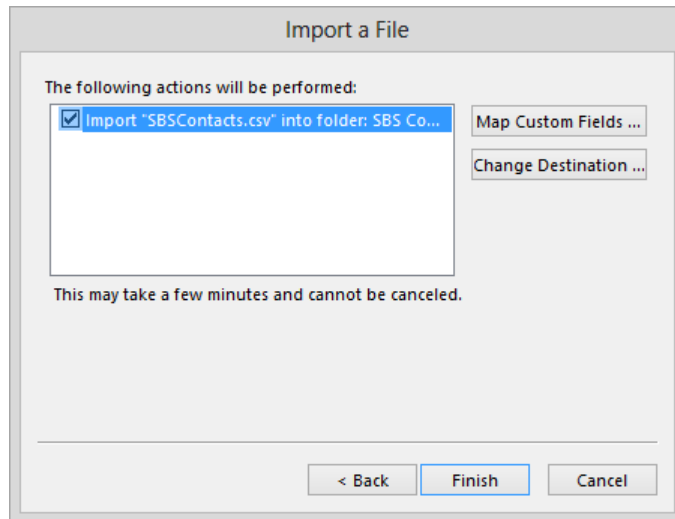 Import a File
The following actions will be performed:
Import "SBSContacts.csv" into folder: SBS Co...
Map Custom Fields ...
Change Destination ...
This may take a few minutes and cannot be canceled.
< Back
Finish
Cancel